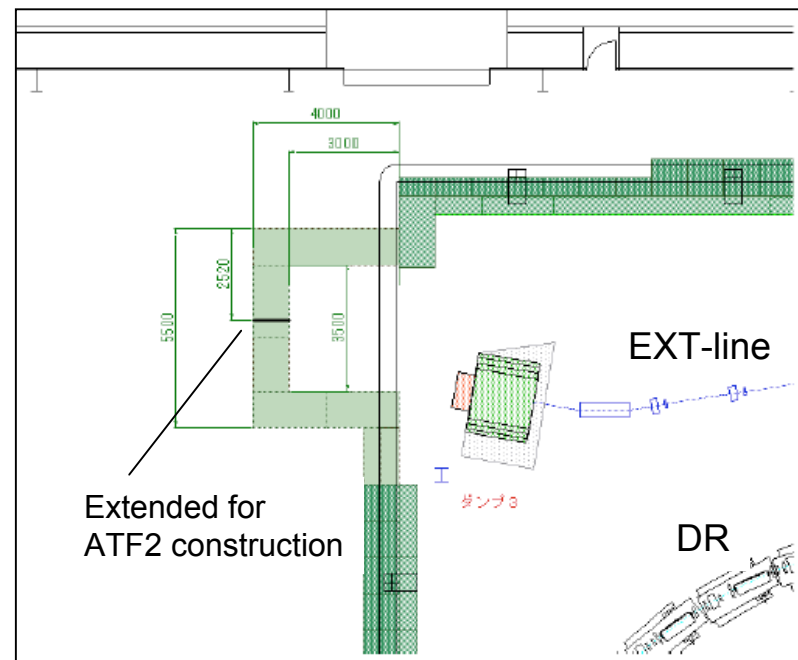 4000
3000
2520
5500
3500
EXT-line
ダンプ3
Extended for
ATF2 construction
DR